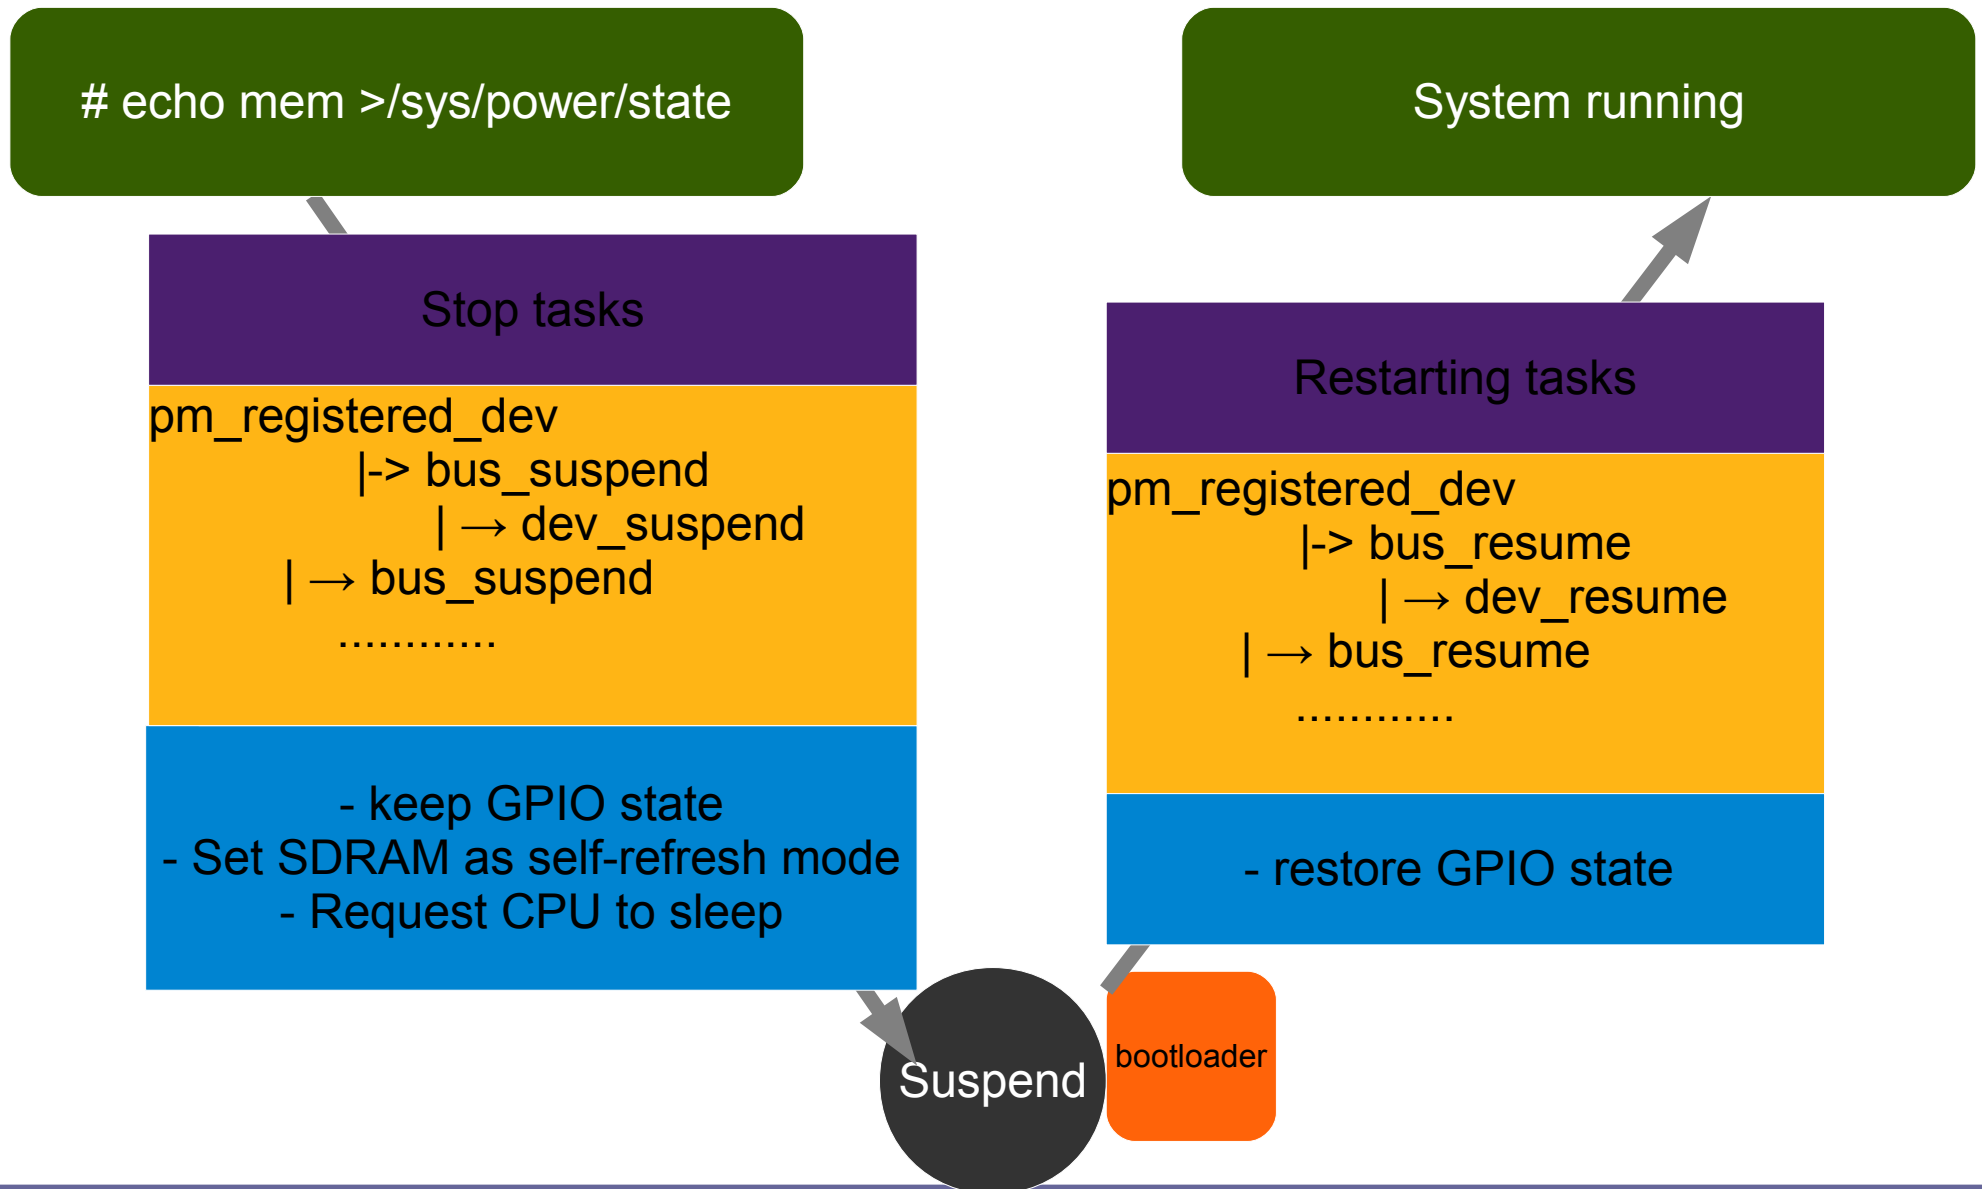 # echo mem >/sys/power/state
Stop tasks
pm_registered_dev
|-> bus_suspend
| → dev_suspend
| → bus_suspend
............
- keep GPIO state
- Set SDRAM as self-refresh mode
- Request CPU to sleep
Suspend
bootloader
System running
Restarting tasks
pm_registered_dev
|-> bus_resume
| → dev_resume
| → bus_resume
............
- restore GPIO state